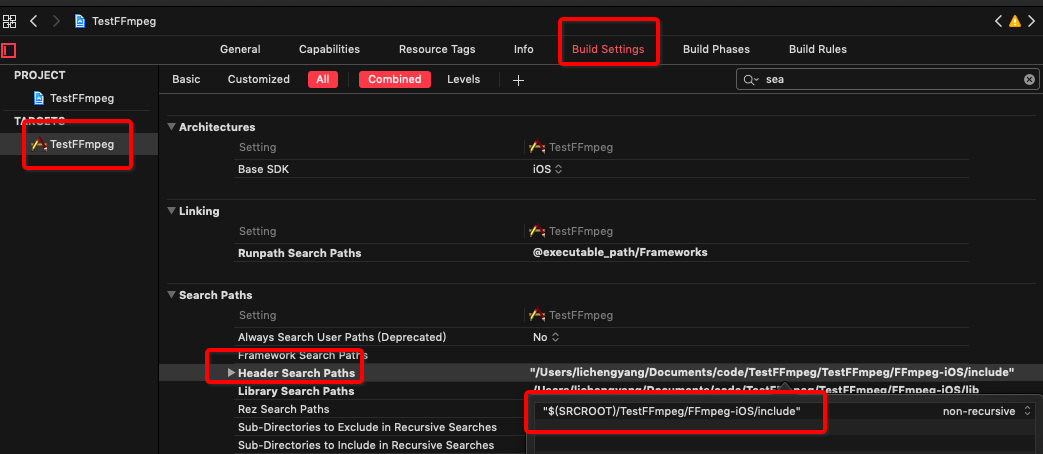 TestFFmpeg
General Capabilities Resource Tags Info Build Settings Build Phases Build Rules
PROJECT
Basic Customized All Combined Levels + sea
TestFFmpeg
TARGETS
TestFFmpeg
Architectures
Setting TestFFmpeg
Base SDK iOS
Linking
Setting TestFFmpeg
Runpath Search Paths @executable_path/Frameworks
Search Paths
Setting TestFFmpeg
Always Search User Paths (Deprecated) No
Framework Search Paths
Header Search Paths "/Users/lichengyang/Documents/code/TestFFmpeg/TestFFmpeg/FFmpeg-iOS/include"
Library Search Paths /Users/lichengyang/Documents/code/TestFFmpeg/TestFFmpeg/FFmpeg-iOS/lib
Rez Search Paths "$(SRCROOT)/TestFFmpeg/FFmpeg-iOS/include" non-recursive
Sub-Directories to Exclude in Recursive Searches
Sub-Directories to Include in Recursive Searches